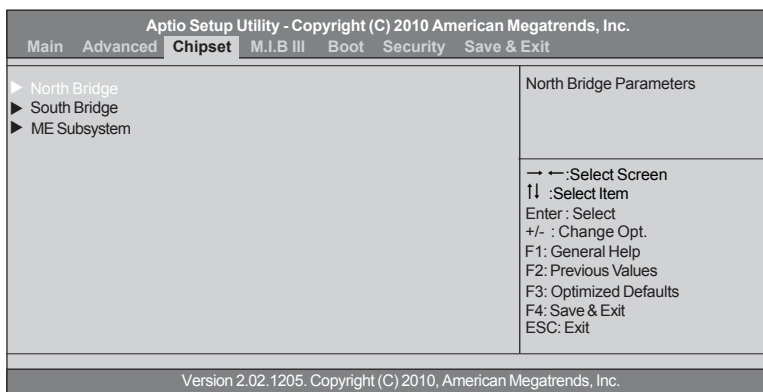 Aptio Setup Utility - Copyright (C) 2010 American Megatrends, Inc.
Main Advanced Chipset M.I.B III Boot Security Save & Exit
▶ North Bridge
▶ South Bridge
▶ ME Subsystem
North Bridge Parameters
→ ←:Select Screen
↑↓ :Select Item
Enter : Select
+/- : Change Opt.
F1: General Help
F2: Previous Values
F3: Optimized Defaults
F4: Save & Exit
ESC: Exit
Version 2.02.1205. Copyright (C) 2010, American Megatrends, Inc.